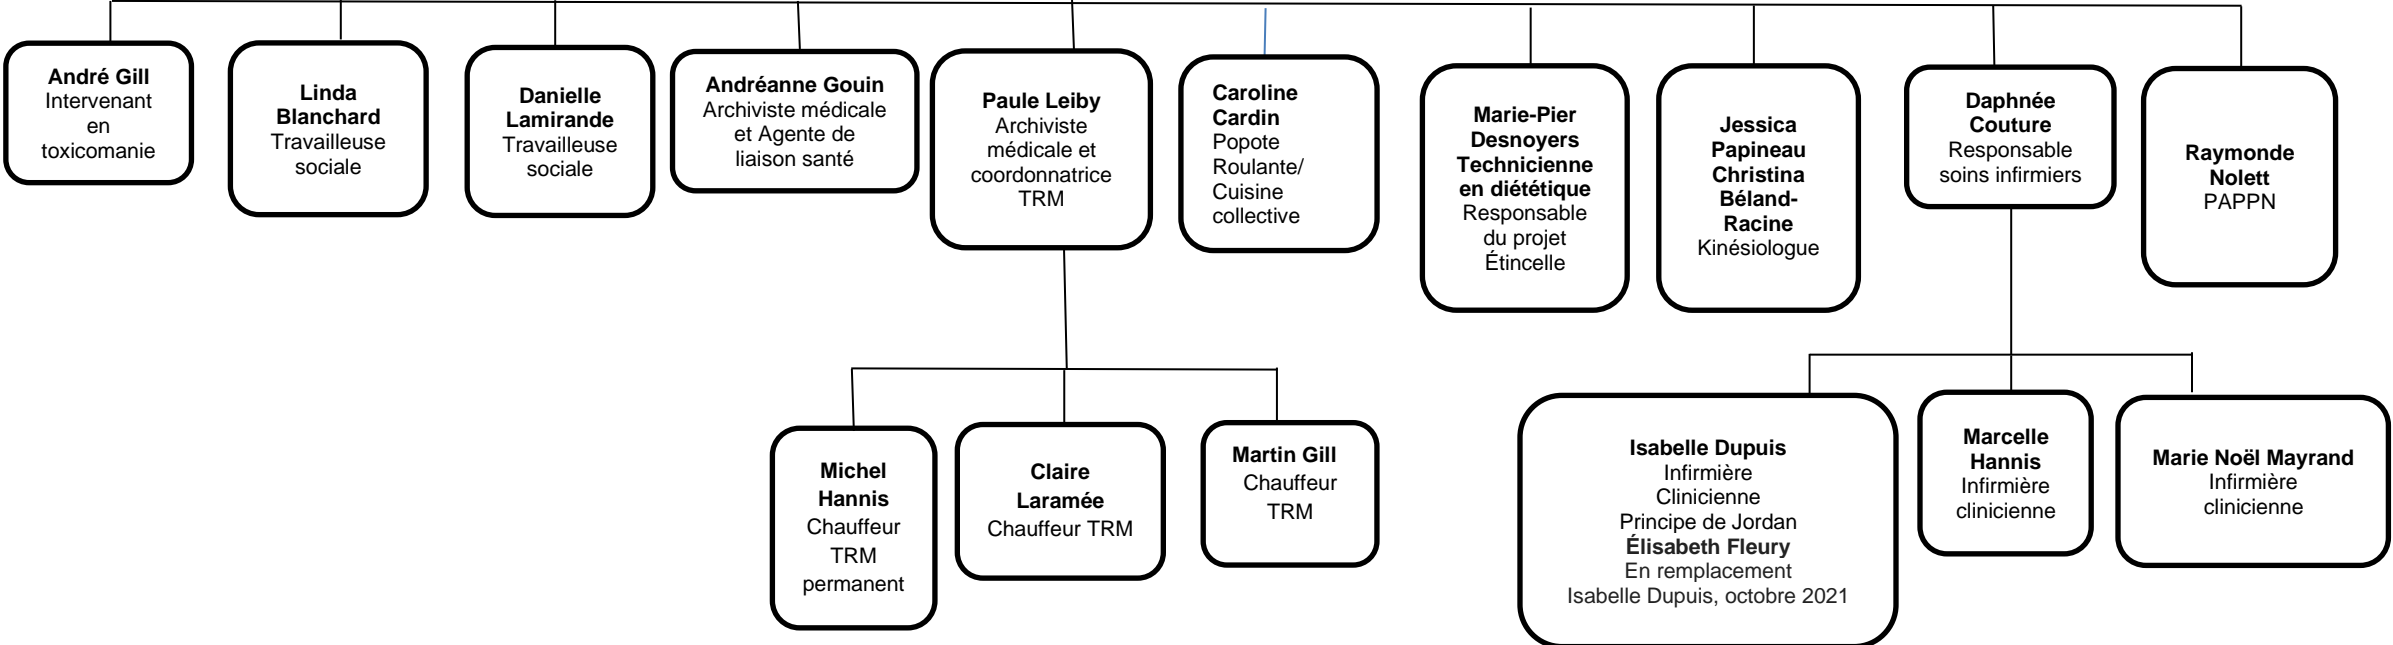 André Gill
Intervenant
en
toxicomanie
Linda
Blanchard
Travailleuse
sociale
Danielle
Lamirande
Travailleuse
sociale
Andréanne Gouin
Archiviste médicale
et Agente de
liaison santé
Paule Leiby
Archiviste
médicale et
coordonnatrice
TRM
Caroline
Cardin
Popote
Roulante/
Cuisine
collective
Marie-Pier
Desnoyers
Technicienne
en diététique
Responsable
du projet
Étincelle
Jessica
Papineau
Christina
Béland-
Racine
Kinésiologue
Daphnée
Couture
Responsable
soins infirmiers
Raymonde
Nolett
PAPPN
Michel
Hannis
Chauffeur
TRM
permanent
Claire
Laramée
Chauffeur TRM
Martin Gill
Chauffeur
TRM
Isabelle Dupuis
Infirmière
Clinicienne
Principe de Jordan
Élisabeth Fleury
En remplacement
Isabelle Dupuis, octobre 2021
Marcelle
Hannis
Infirmière
clinicienne
Marie Noël Mayrand
Infirmière
clinicienne